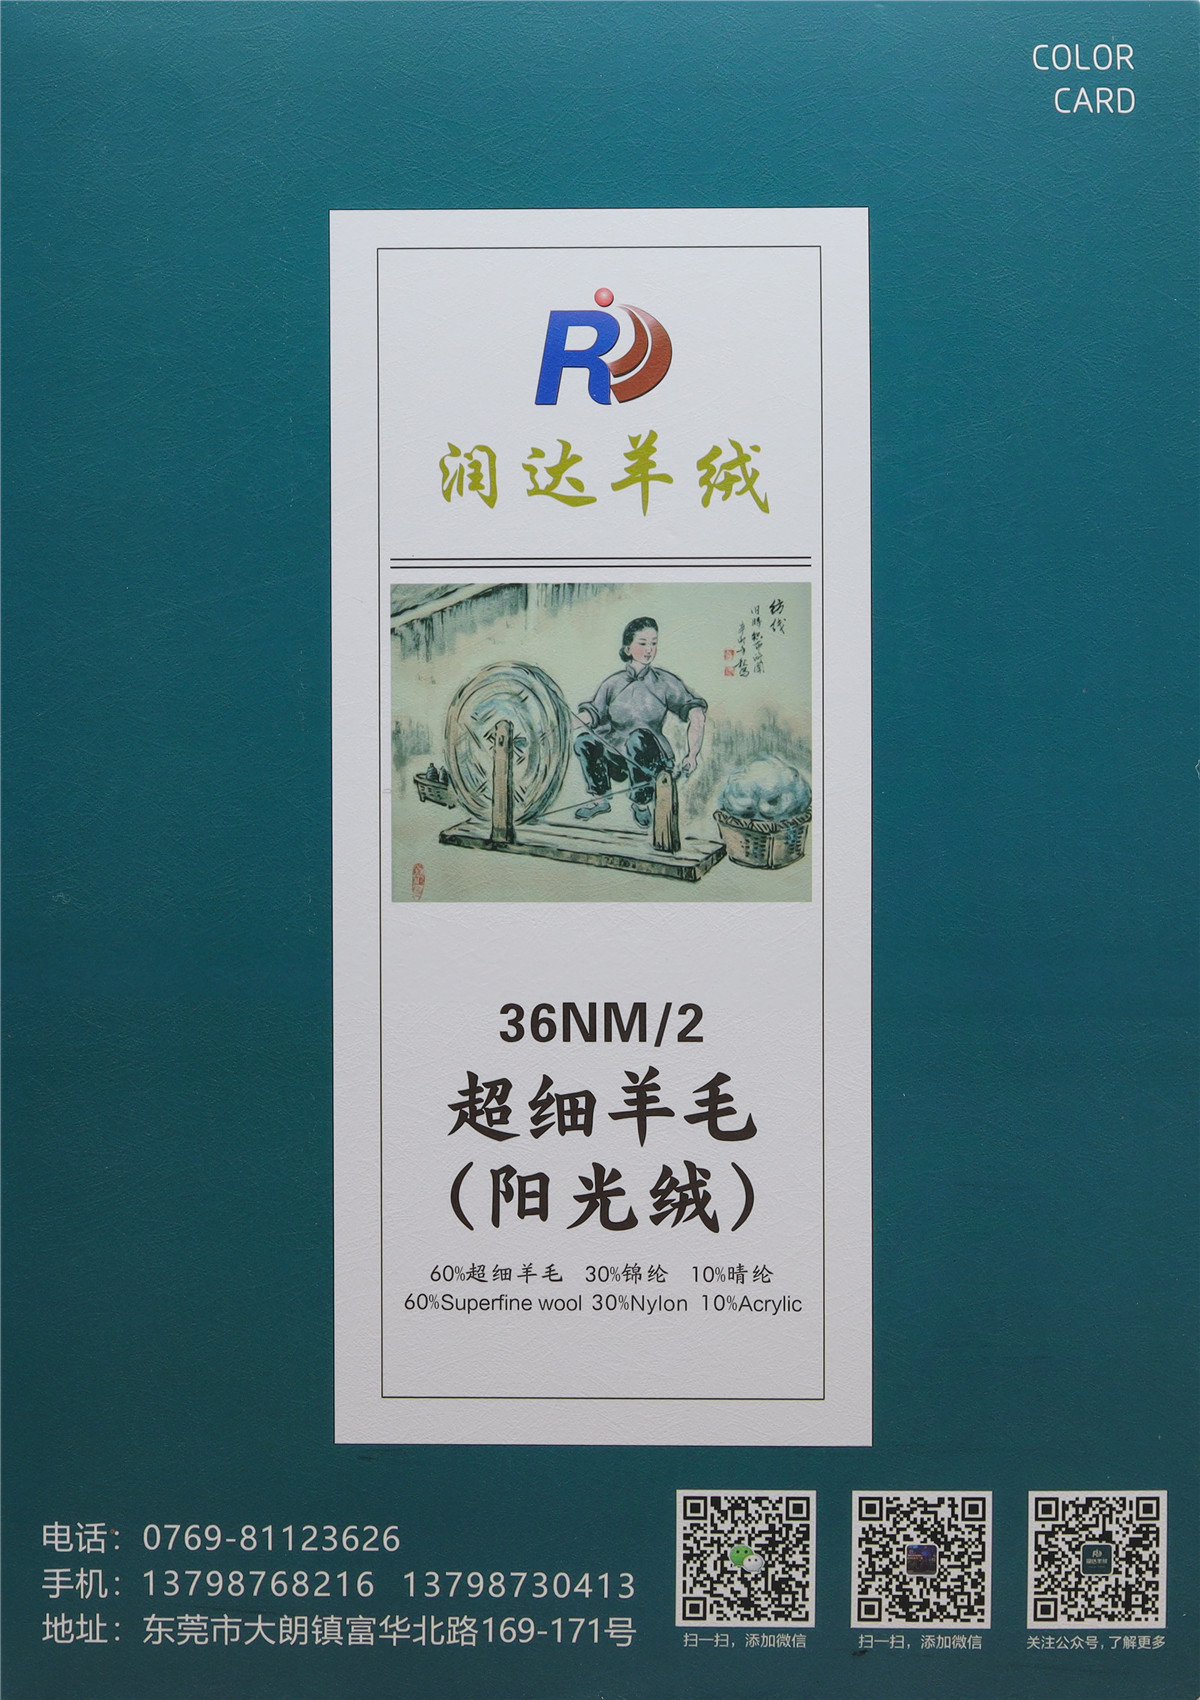 COLOR
CARD
润达羊绒
纺线
36NM/2
超细羊毛
(阳光绒)
60%超细羊毛 30%锦纶 10%晴纶
60%Superfine wool 30%Nylon 10%Acrylic
电话：0769-81123626
手机：13798768216 13798730413
地址：东莞市大朗镇富华北路169-171号
扫一扫，添加微信
扫一扫，添加微信
关注公众号，了解更多